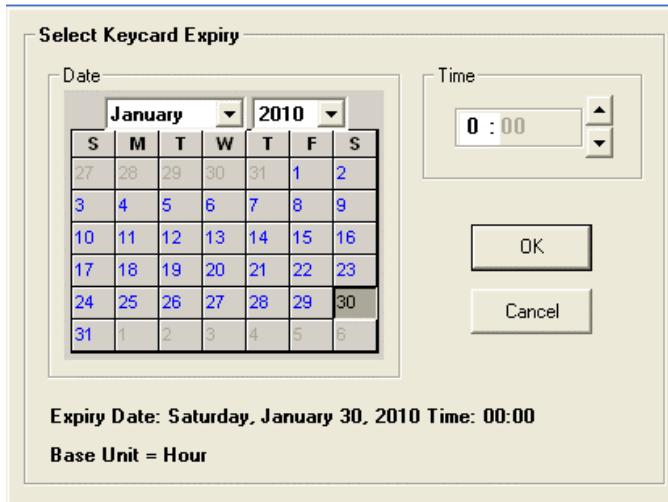 Select Keycard Expiry
Date
Time
January 2010
0 : 00
S M T W T F S
27 28 29 30 31 1 2
3 4 5 6 7 8 9
10 11 12 13 14 15 16
17 18 19 20 21 22 23
24 25 26 27 28 29 30
31 1 2 3 4 5 6
OK
Cancel
Expiry Date: Saturday, January 30, 2010 Time: 00:00
Base Unit = Hour